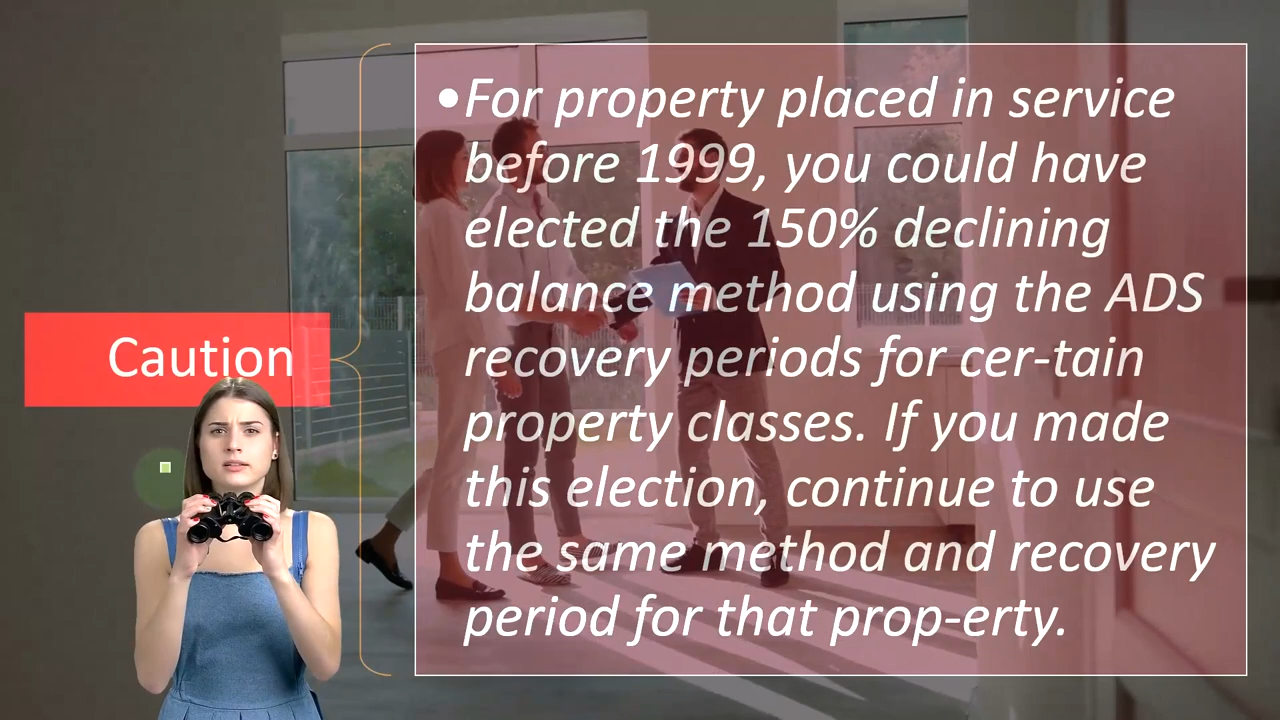 Caution
•For property placed in service
before 1999, you could have
elected the 150% declining
balance method using the ADS
recovery periods for cer-tain
property classes. If you made
this election, continue to use
the same method and recovery
period for that prop-erty.